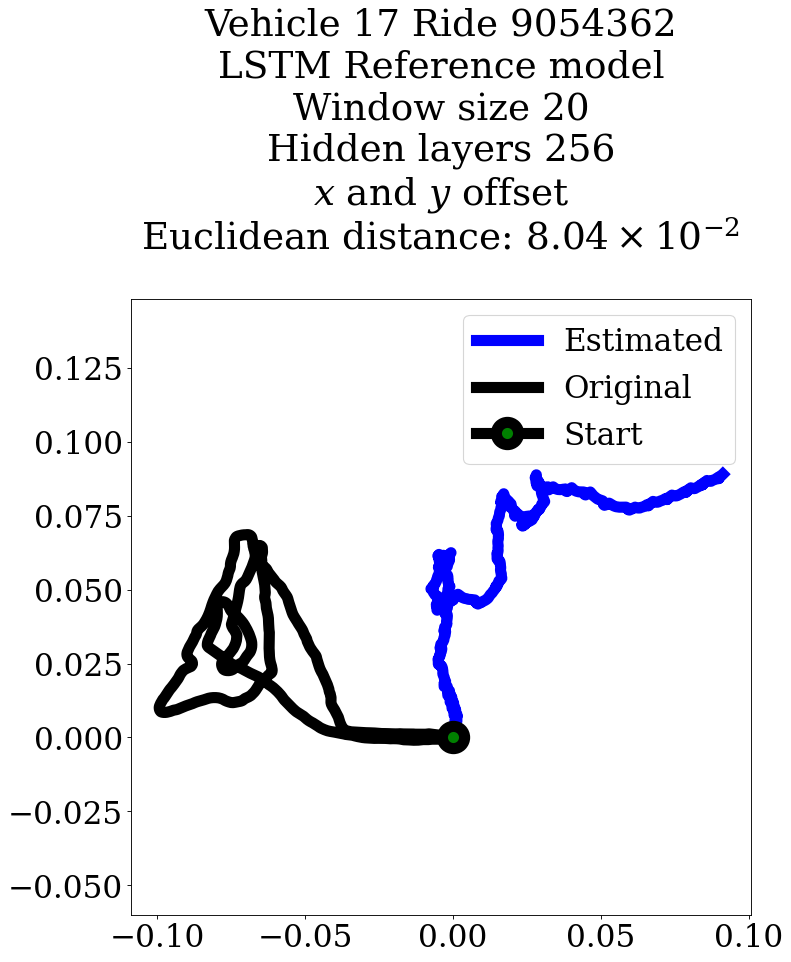 Vehicle 17 Ride 9054362
LSTM Reference model
Window size 20
Hidden layers 256
x and y offset
Euclidean distance: 8.04 × 10⁻²
Estimated
Original
Start
0.125
0.100
0.075
0.050
0.025
0.000
−0.025
−0.050
−0.10 −0.05 0.00 0.05 0.10